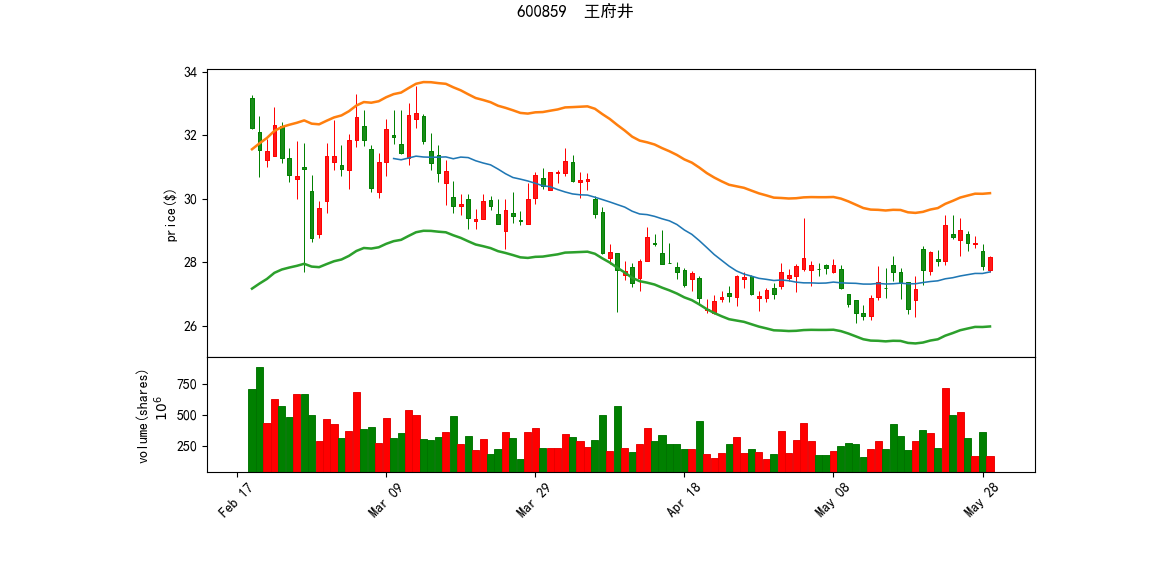 600859 王府井
price($)
34
32
30
28
26
volume(shares)
10^6
750
500
250
Feb 17
Mar 09
Mar 29
Apr 18
May 08
May 28